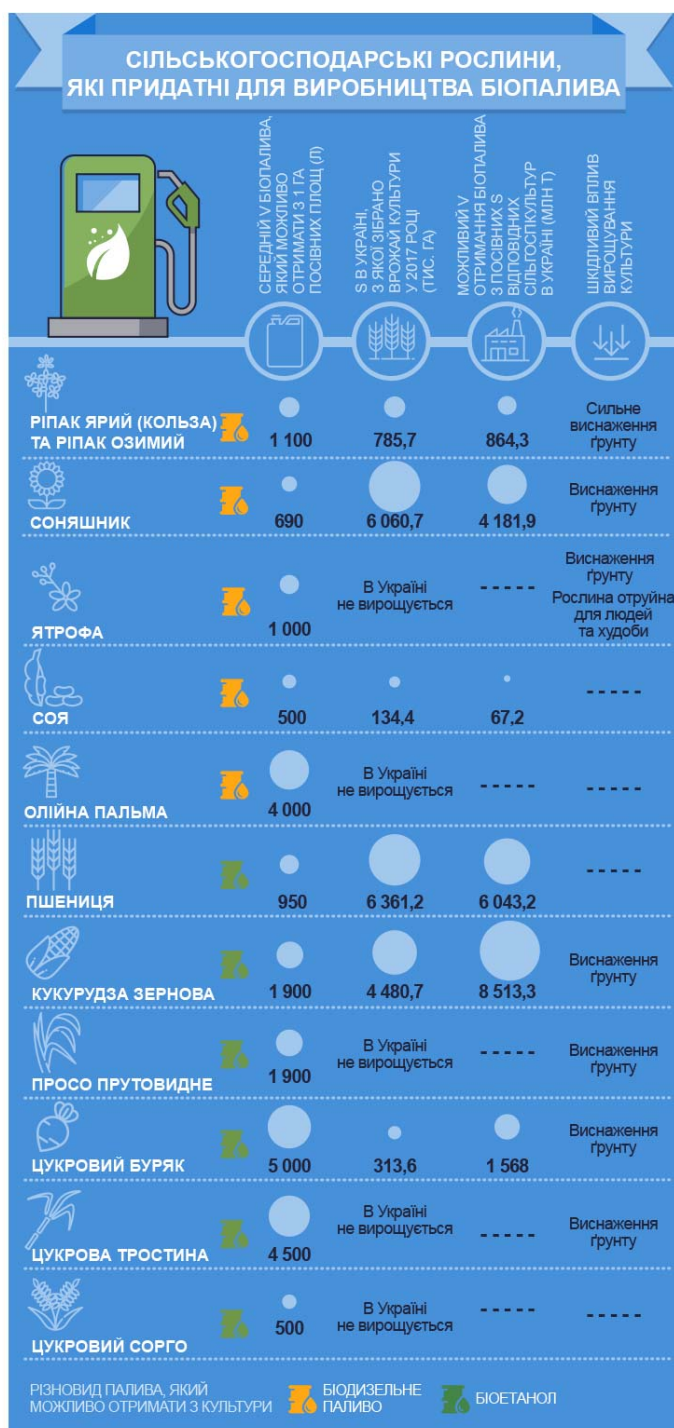 СІЛЬСЬКОГОСПОДАРСЬКІ РОСЛИНИ,
ЯКІ ПРИДАТНІ ДЛЯ ВИРОБНИЦТВА БІОПАЛИВА
СЕРЕДНІЙ V БІОПАЛИВА,
ЯКИЙ МОЖЛИВО
ОТРИМАТИ З 1 ГА
ПОСІВНИХ ПЛОЩ (Л)
S В УКРАЇНІ,
З ЯКОЇ ЗІБРАНО
ВРОЖАЙ КУЛЬТУРИ
У 2017 РОЦІ
(ТИС. ГА)
МОЖЛИВИЙ V
ОТРИМАННЯ БІОПАЛИВА
З ПОСІВНИХ S
ВІДПОВІДНИХ
СІЛЬГОСПКУЛЬТУР
В УКРАЇНІ (МЛН Т)
ШКІДЛИВИЙ ВПЛИВ
ВИРОЩУВАННЯ
КУЛЬТУРИ
РІПАК ЯРИЙ (КОЛЬЗА)
ТА РІПАК ОЗИМИЙ
1 100
785,7
864,3
Сильне
виснаження
ґрунту
СОНЯШНИК
690
6 060,7
4 181,9
Виснаження
ґрунту
ЯТРОФА
1 000
В Україні
не вирощується
- - - - -
Виснаження
ґрунту
Рослина отруйна
для людей
та худоби
СОЯ
500
134,4
67,2
- - - - -
ОЛІЙНА ПАЛЬМА
4 000
В Україні
не вирощується
- - - - -
- - - - -
ПШЕНИЦЯ
950
6 361,2
6 043,2
- - - - -
КУКУРУДЗА ЗЕРНОВА
1 900
4 480,7
8 513,3
Виснаження
ґрунту
ПРОСО ПРУТОВИДНЕ
1 900
В Україні
не вирощується
- - - - -
Виснаження
ґрунту
ЦУКРОВИЙ БУРЯК
5 000
313,6
1 568
Виснаження
ґрунту
ЦУКРОВА ТРОСТИНА
4 500
В Україні
не вирощується
- - - - -
Виснаження
ґрунту
ЦУКРОВИЙ СОРГО
500
В Україні
не вирощується
- - - - -
- - - - -
РІЗНОВИД ПАЛИВА, ЯКИЙ
МОЖЛИВО ОТРИМАТИ З КУЛЬТУРИ
БІОДИЗЕЛЬНЕ
ПАЛИВО
БІОЕТАНОЛ